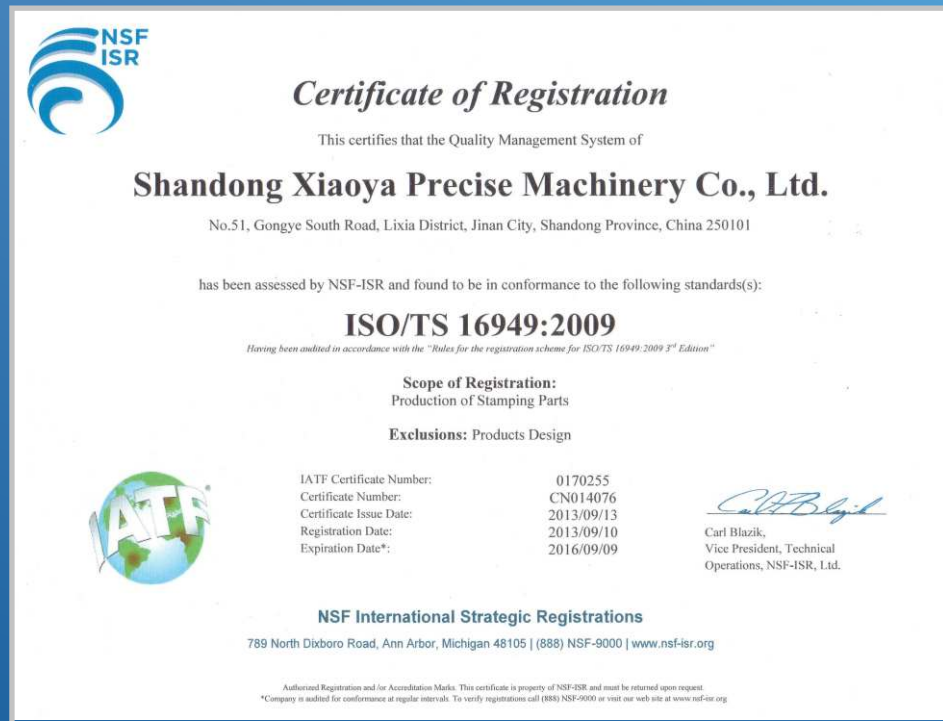 NSF
ISR
Certificate of Registration
This certifies that the Quality Management System of
Shandong Xiaoya Precise Machinery Co., Ltd.
No.51, Gongye South Road, Lixia District, Jinan City, Shandong Province, China 250101
has been assessed by NSF-ISR and found to be in conformance to the following standards(s):
ISO/TS 16949:2009
Having been audited in accordance with the "Rules for the registration scheme for ISO/TS 16949:2009 3rd Edition"
Scope of Registration:
Production of Stamping Parts
Exclusions: Products Design
IATF
IATF Certificate Number: 0170255
Certificate Number: CN014076
Certificate Issue Date: 2013/09/13
Registration Date: 2013/09/10
Expiration Date*: 2016/09/09
Carl Blazik,
Vice President, Technical
Operations, NSF-ISR, Ltd.
NSF International Strategic Registrations
789 North Dixboro Road, Ann Arbor, Michigan 48105 | (888) NSF-9000 | www.nsf-isr.org
Authorized Registration and /or Accreditation Marks. This certificate is property of NSF-ISR and must be returned upon request
*Company is audited for conformance at regular intervals. To verify registrations call (888) NSF-9000 or visit our web site at www.nsf-isr.org